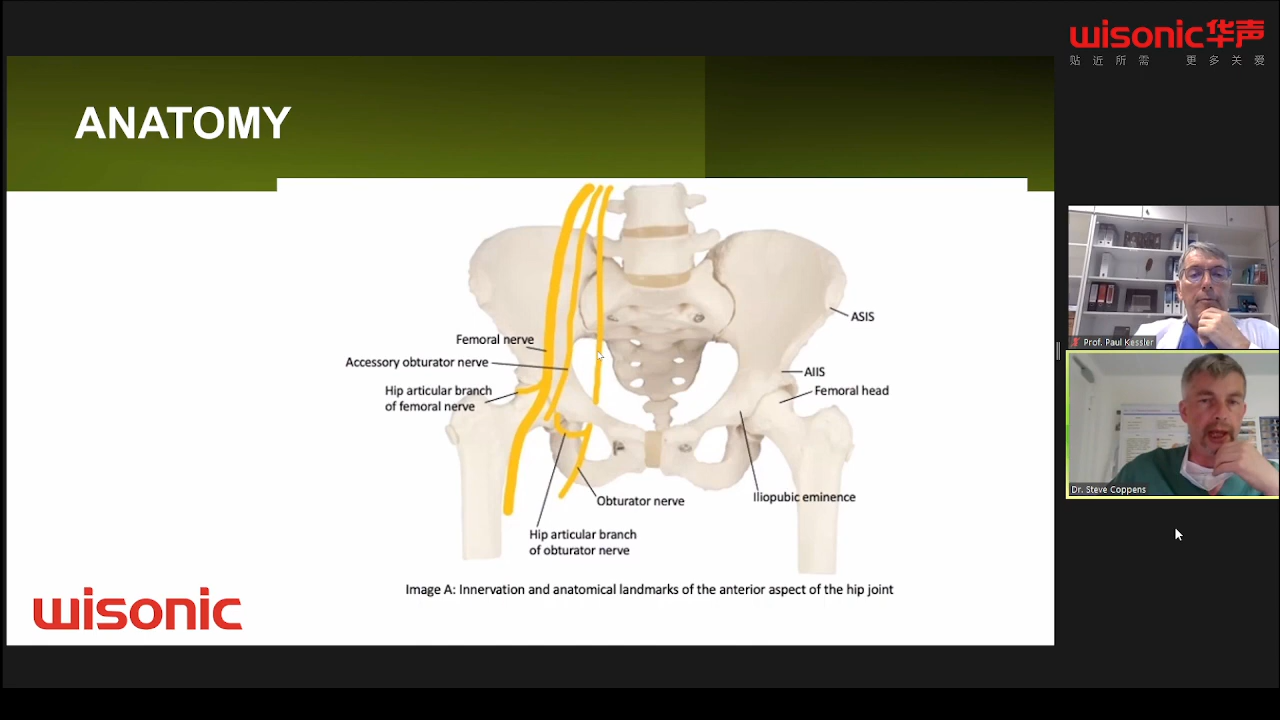 wisonic华声
贴近所需 更多关爱
ANATOMY
Femoral nerve
Accessory obturator nerve
Hip articular branch
of femoral nerve
ASIS
AIIS
Femoral head
Obturator nerve
Iliopubic eminence
Hip articular branch
of obturator nerve
Image A: Innervation and anatomical landmarks of the anterior aspect of the hip joint
wisonic
Prof. Paul Kessler
Dr. Steve Coppens